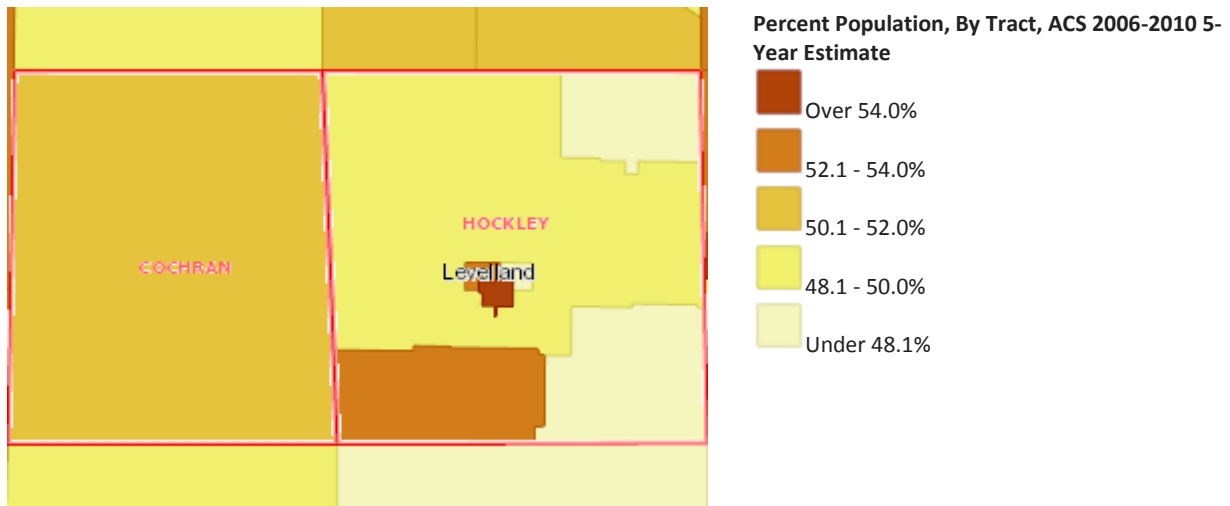 Percent Population, By Tract, ACS 2006-2010 5-
Year Estimate
Over 54.0%
52.1 - 54.0%
50.1 - 52.0%
48.1 - 50.0%
Under 48.1%
HOCKLEY
COCHRAN
Levelland